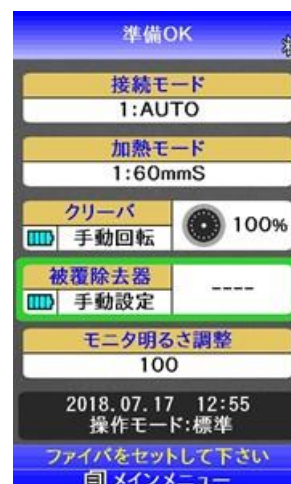 準備OK
接続モード
1:AUTO
加熱モード
1:60mmS
クリーバ
手動回転
100%
被覆除去器
手動設定
----
モニタ明るさ調整
100
2018.07.17 12:55
操作モード:標準
ファイバをセットして下さい
メインメニュー